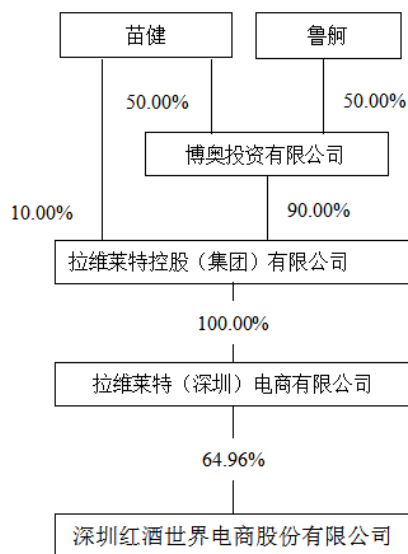 苗健
鲁舸
50.00%
50.00%
博奥投资有限公司
10.00%
90.00%
拉维莱特控股（集团）有限公司
100.00%
拉维莱特（深圳）电商有限公司
64.96%
深圳红酒世界电商股份有限公司